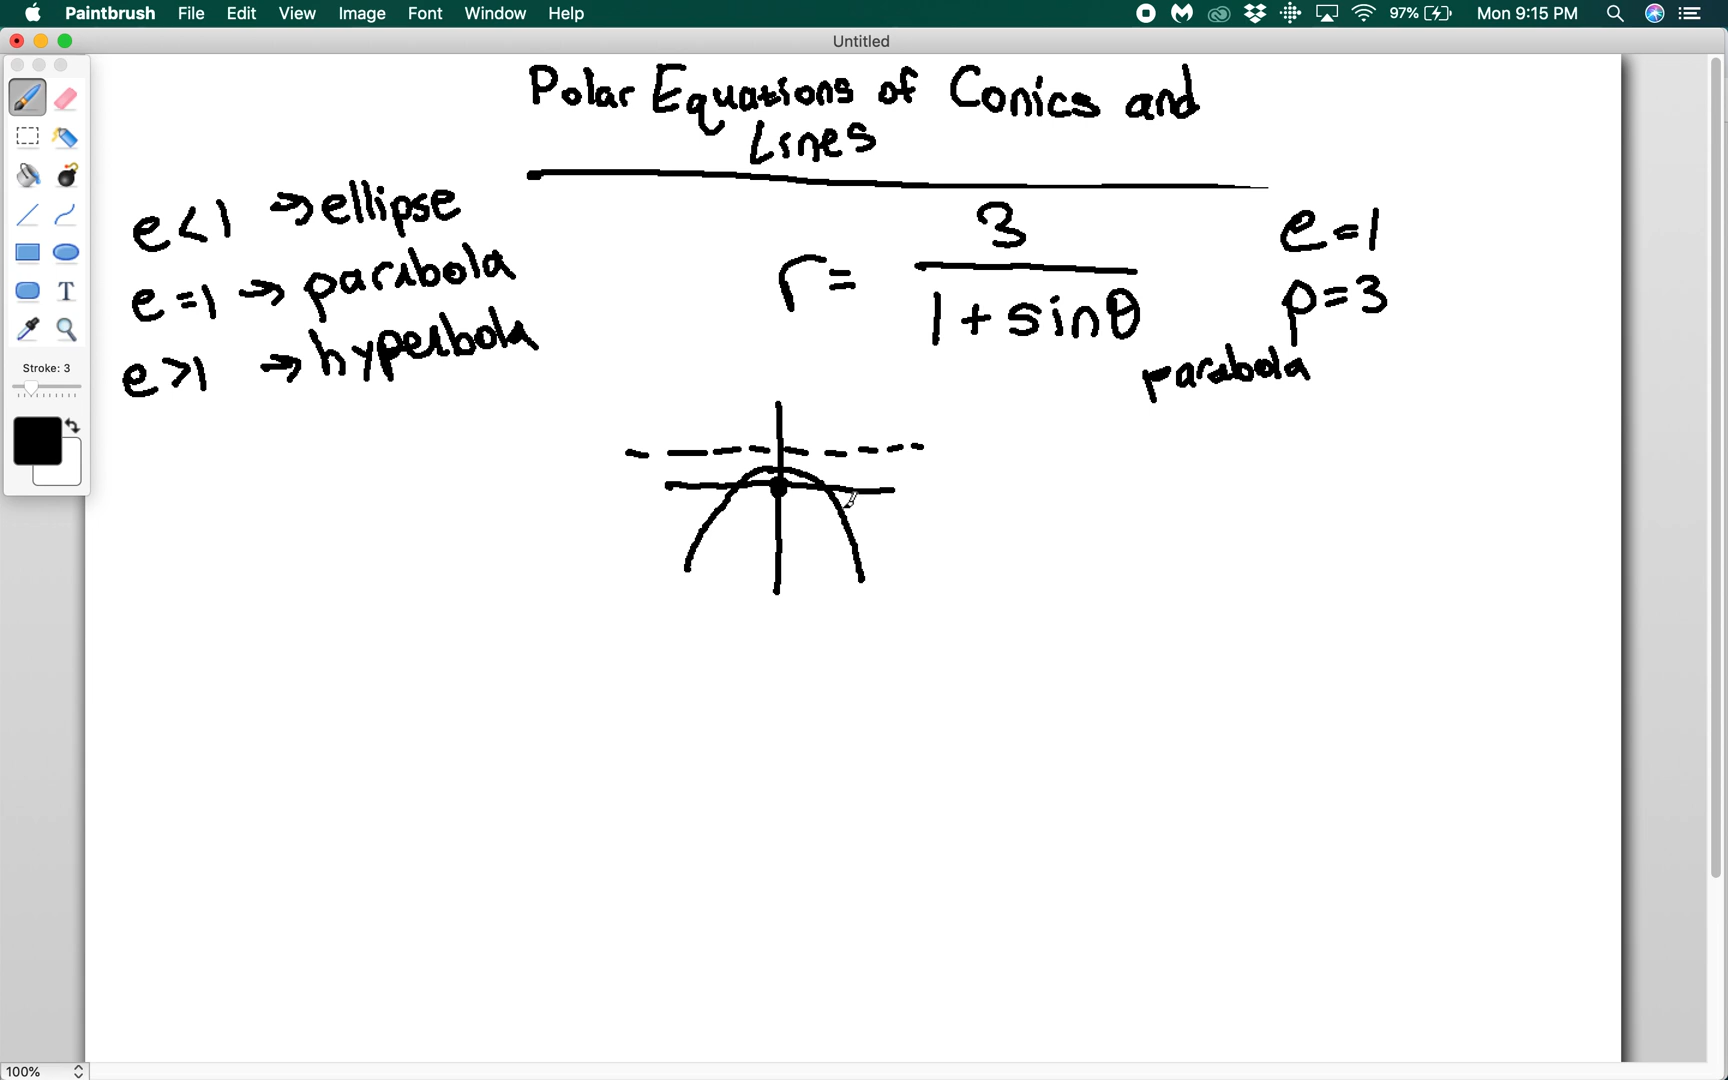 Paintbrush File Edit View Image Font Window Help 97% Mon 9:15 PM
Untitled
Polar Equations of Conics and
Lines
e<1 → ellipse
e=1 → parabola
e>1 → hyperbola
r= 3
1+sinθ
e=1
p=3
parabola
T
Stroke: 3
100%